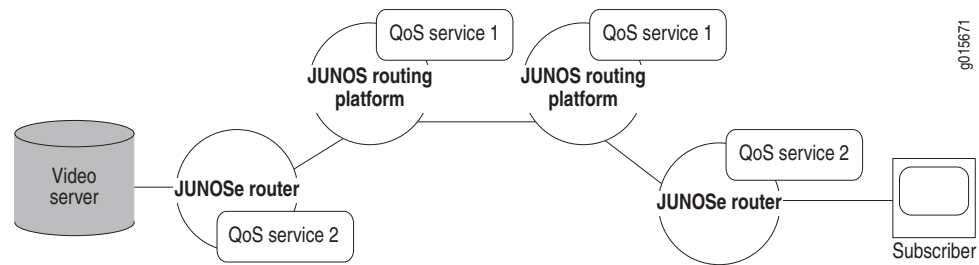 QoS service 1
JUNOS routing
platform
QoS service 1
JUNOS routing
platform
g015671
Video
server
JUNOSe router
QoS service 2
QoS service 2
JUNOSe router
Subscriber